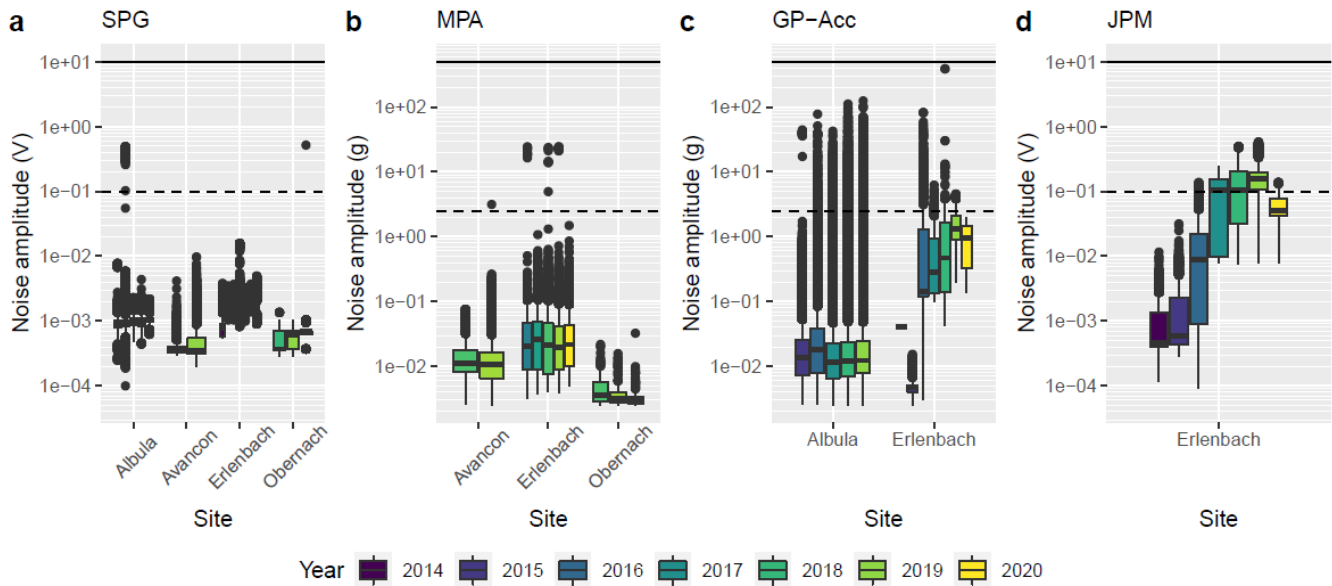 a SPG
Noise amplitude (V)
1e+01
1e+00
1e−01
1e−02
1e−03
1e−04
Albula
Avancon
Erlenbach
Obernach
Site
b MPA
Noise amplitude (g)
1e+02
1e+01
1e+00
1e−01
1e−02
Avancon
Erlenbach
Obernach
Site
c GP−Acc
Noise amplitude (g)
1e+02
1e+01
1e+00
1e−01
1e−02
Albula
Erlenbach
Site
d JPM
Noise amplitude (V)
1e+01
1e+00
1e−01
1e−02
1e−03
1e−04
Erlenbach
Site
Year 2014 2015 2016 2017 2018 2019 2020